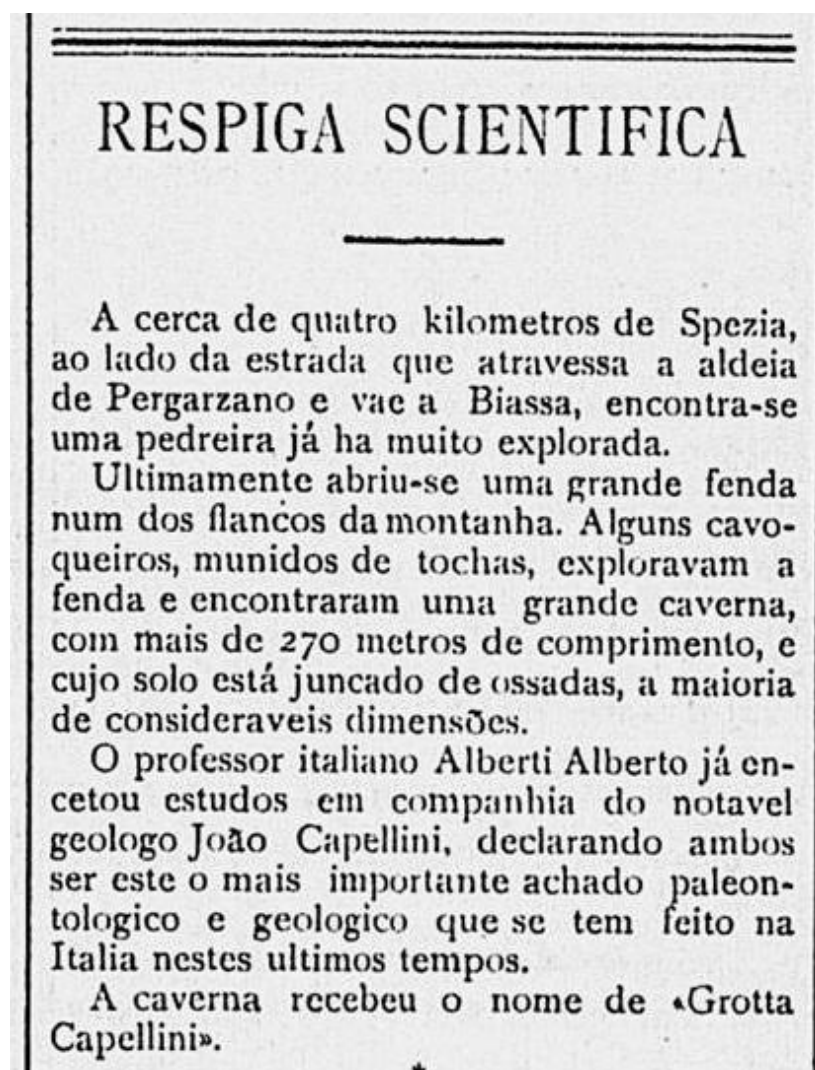 RESPIGA SCIENTIFICA
A cerca de quatro kilometros de Spezia,
ao lado da estrada que atravessa a aldeia
de Pergarzano e vae a Biassa, encontra-se
uma pedreira já ha muito explorada.
Ultimamente abriu-se uma grande fenda
num dos flancos da montanha. Alguns cavo-
queiros, munidos de tochas, exploravam a
fenda e encontraram uma grande caverna,
com mais de 270 metros de comprimento, e
cujo solo está juncado de ossadas, a maioria
de consideraveis dimensões.
O professor italiano Alberti Alberto já en-
cetou estudos em companhia do notavel
geologo João Capellini, declarando ambos
ser este o mais importante achado paleon-
tologico e geologico que se tem feito na
Italia nestes ultimos tempos.
A caverna recebeu o nome de «Grotta
Capellini».